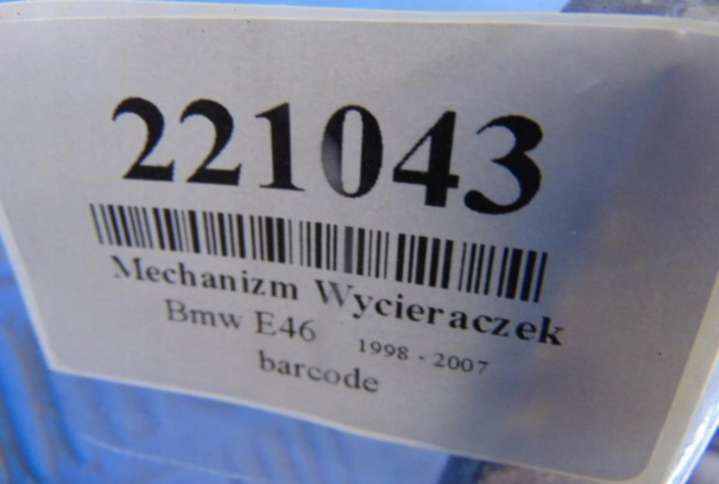 221043
Mechanizm Wycieraczek
Bmw E46 1998 - 2007
barcode